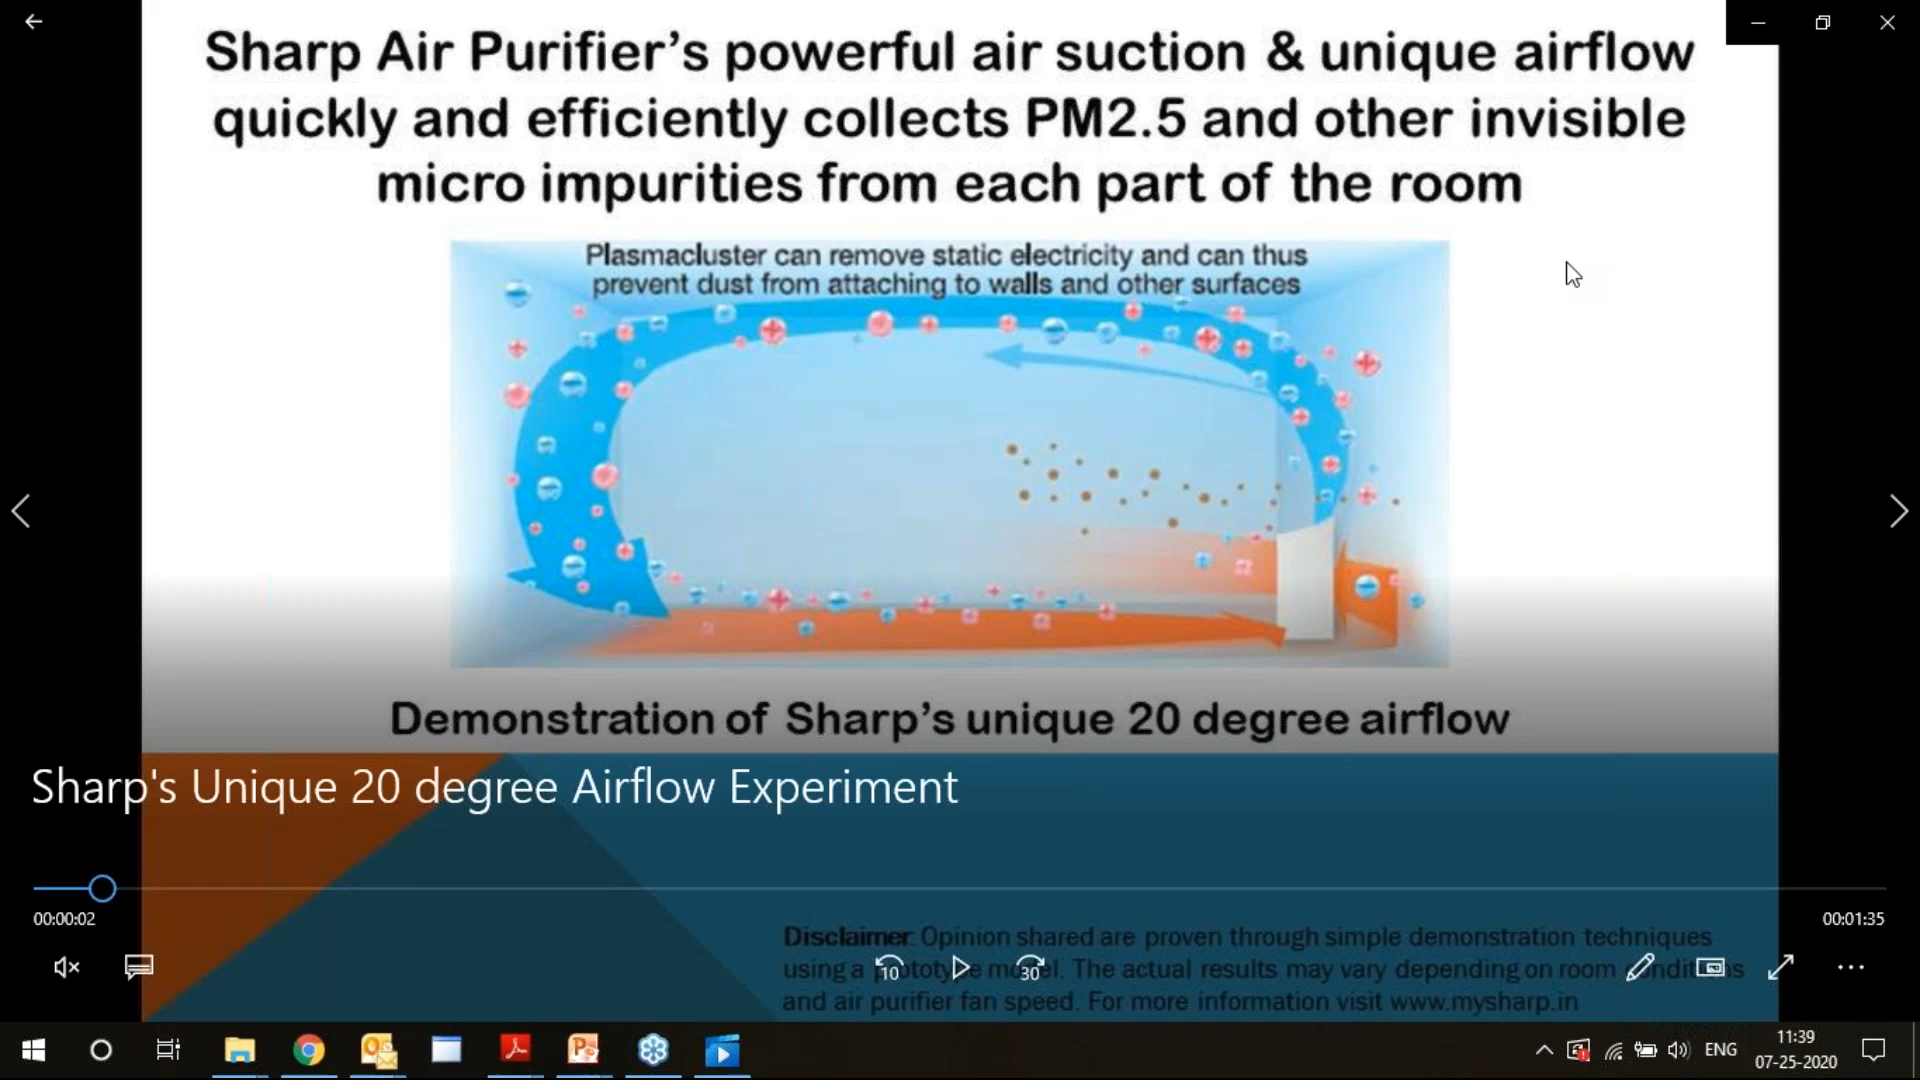 Sharp Air Purifier’s powerful air suction & unique airflow
quickly and efficiently collects PM2.5 and other invisible
micro impurities from each part of the room
Plasmacluster can remove static electricity and can thus
prevent dust from attaching to walls and other surfaces
Demonstration of Sharp’s unique 20 degree airflow
Sharp's Unique 20 degree Airflow Experiment
00:00:02
00:01:35
Disclaimer: Opinion shared are proven through simple demonstration techniques
using a prototype model. The actual results may vary depending on room conditions
and air purifier fan speed. For more information visit www.mysharp.in
10
30
ENG
11:39
07-25-2020